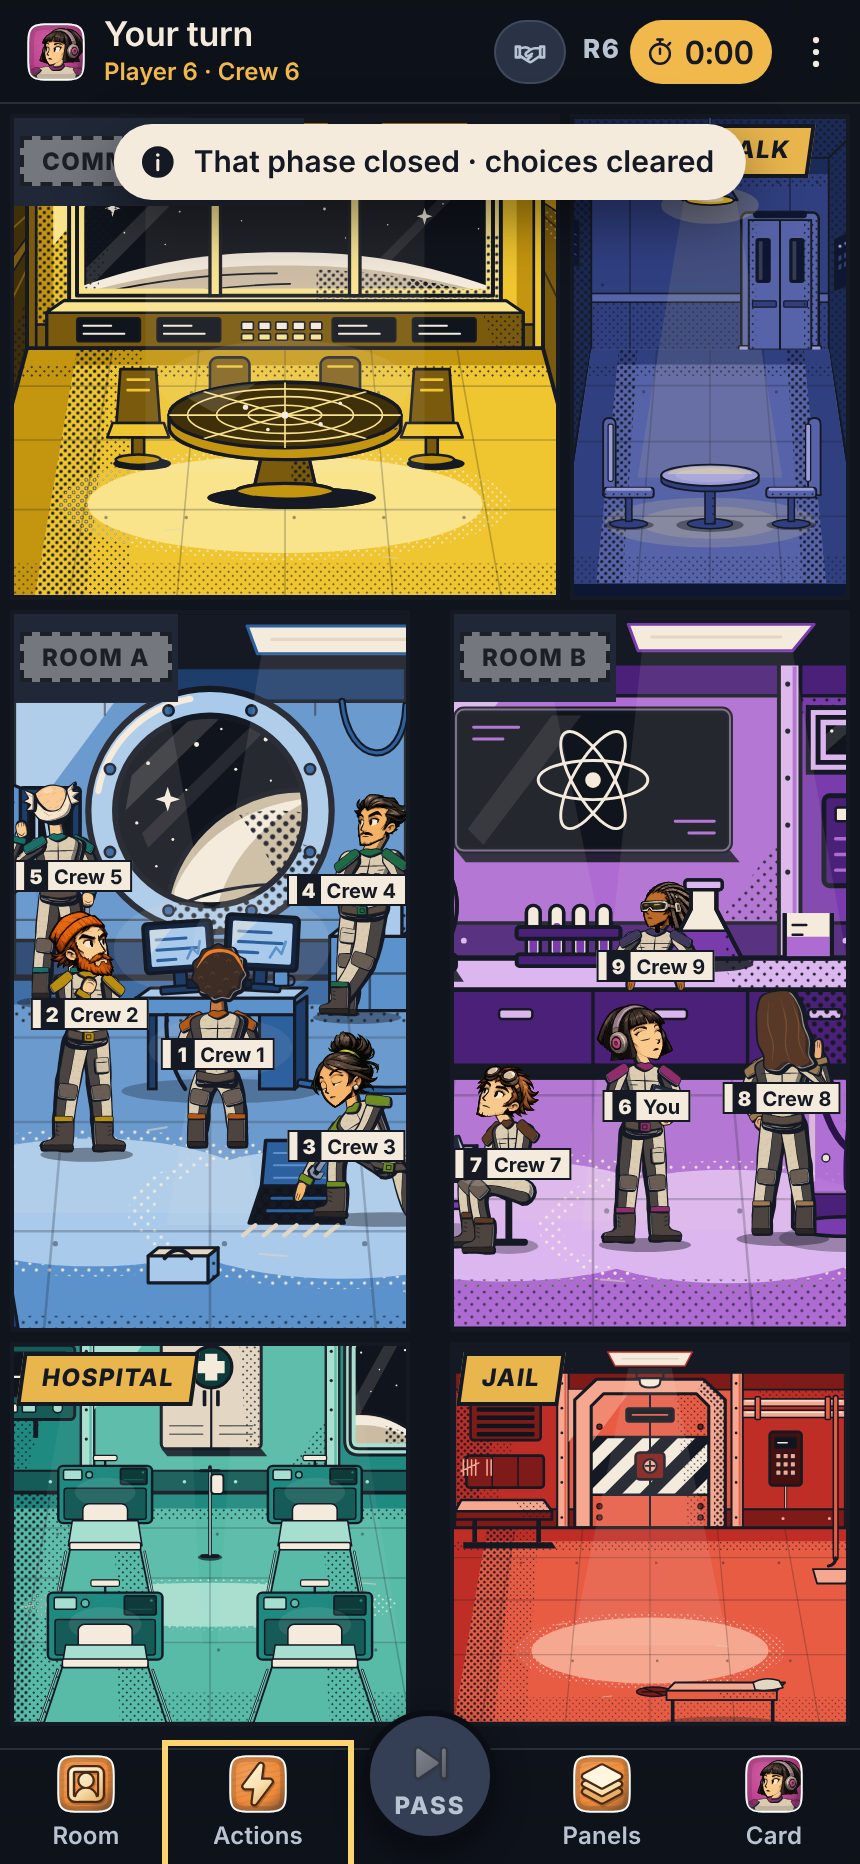 Your turn
Player 6 · Crew 6
R6
0:00
That phase closed · choices cleared
ROOM A
ROOM B
5 Crew 5
4 Crew 4
9 Crew 9
2 Crew 2
1 Crew 1
6 You
8 Crew 8
3 Crew 3
7 Crew 7
HOSPITAL
JAIL
PASS
Room
Actions
Panels
Card